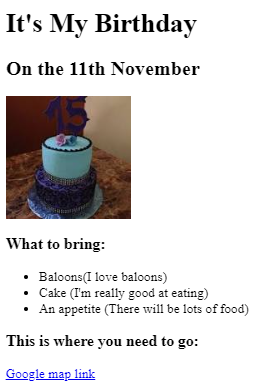 It's My Birthday
On the 11th November
15
What to bring:
Baloons(I love baloons)
Cake (I'm really good at eating)
An appetite (There will be lots of food)
This is where you need to go:
Google map link